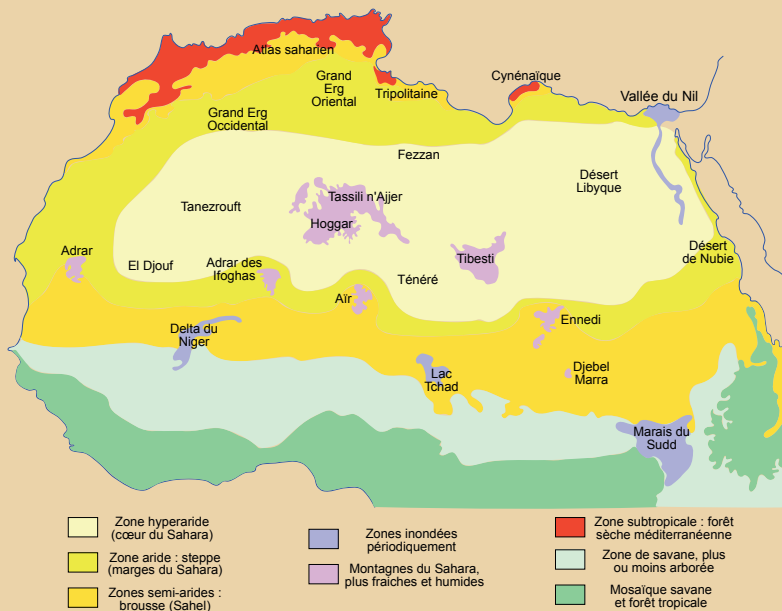 Atlas saharien
Grand
Erg
Oriental
Tripolitaine
Cynénaïque
Vallée du Nil
Grand Erg
Occidental
Fezzan
Désert
Libyque
Tassili n'Ajjer
Tanezrouft
Hoggar
Adrar
El Djouf
Adrar des
Ifoghas
Aïr
Ténéré
Tibesti
Désert
de Nubie
Ennedi
Delta du
Niger
Lac
Tchad
Djebel
Marra
Marais du
Sudd
Zone hyperaride
(cœur du Sahara)
Zone aride : steppe
(marges du Sahara)
Zones semi-arides :
brousse (Sahel)
Zones inondées
périodiquement
Montagnes du Sahara,
plus fraiches et humides
Zone subtropicale : forêt
sèche méditerranéenne
Zone de savane, plus
ou moins arborée
Mosaïque savane
et forêt tropicale